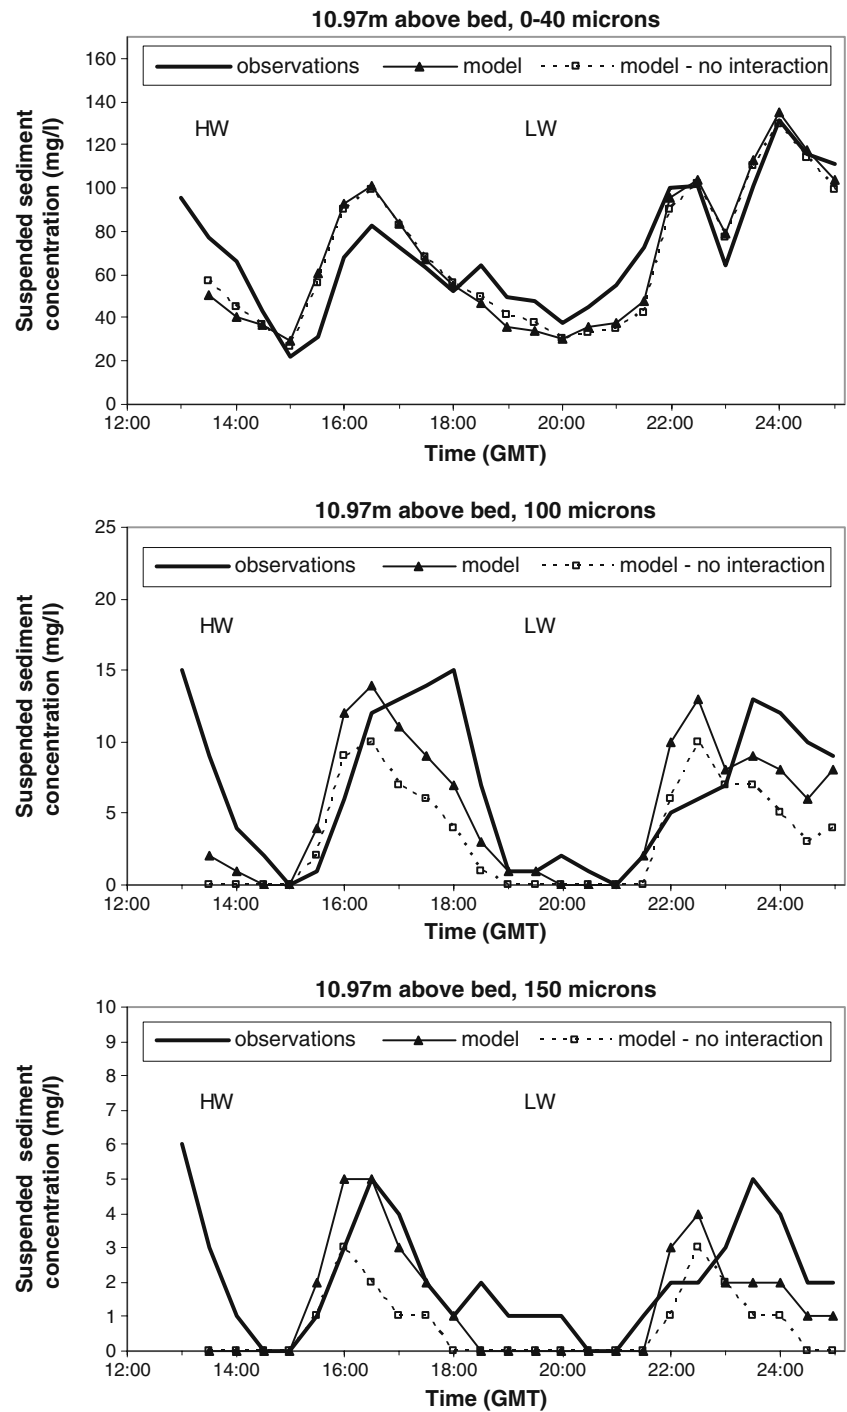 10.97m above bed, 0-40 microns
160
140
120
100
80
60
40
20
0
Suspended sediment
concentration (mg/l)
observations model model - no interaction
HW LW
12:00 14:00 16:00 18:00 20:00 22:00 24:00
Time (GMT)
10.97m above bed, 100 microns
25
20
15
10
5
0
Suspended sediment
concentration (mg/l)
observations model model - no interaction
HW LW
12:00 14:00 16:00 18:00 20:00 22:00 24:00
Time (GMT)
10.97m above bed, 150 microns
10
9
8
7
6
5
4
3
2
1
0
Suspended sediment
concentration (mg/l)
observations model model - no interaction
HW LW
12:00 14:00 16:00 18:00 20:00 22:00 24:00
Time (GMT)